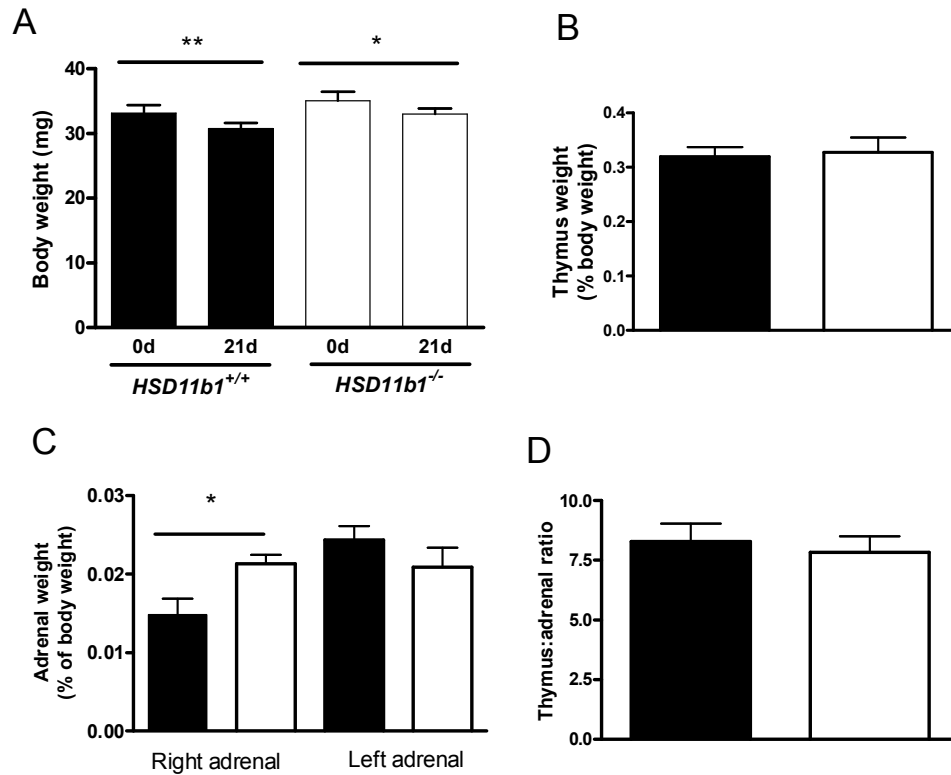 A
**
*
Body weight (mg)
40
30
20
10
0
0d
21d
0d
21d
HSD11b1+/+
HSD11b1-/-
B
Thymus weight
(% body weight)
0.4
0.3
0.2
0.1
0.0
C
*
Adrenal weight
(% of body weight)
0.03
0.02
0.01
0.00
Right adrenal
Left adrenal
D
Thymus:adrenal ratio
10.0
7.5
5.0
2.5
0.0